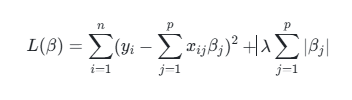 L(β) = ∑_{i=1}^{n} (y_i − ∑_{j=1}^{p} x_{ij}β_j)² + λ ∑_{j=1}^{p} |β_j|